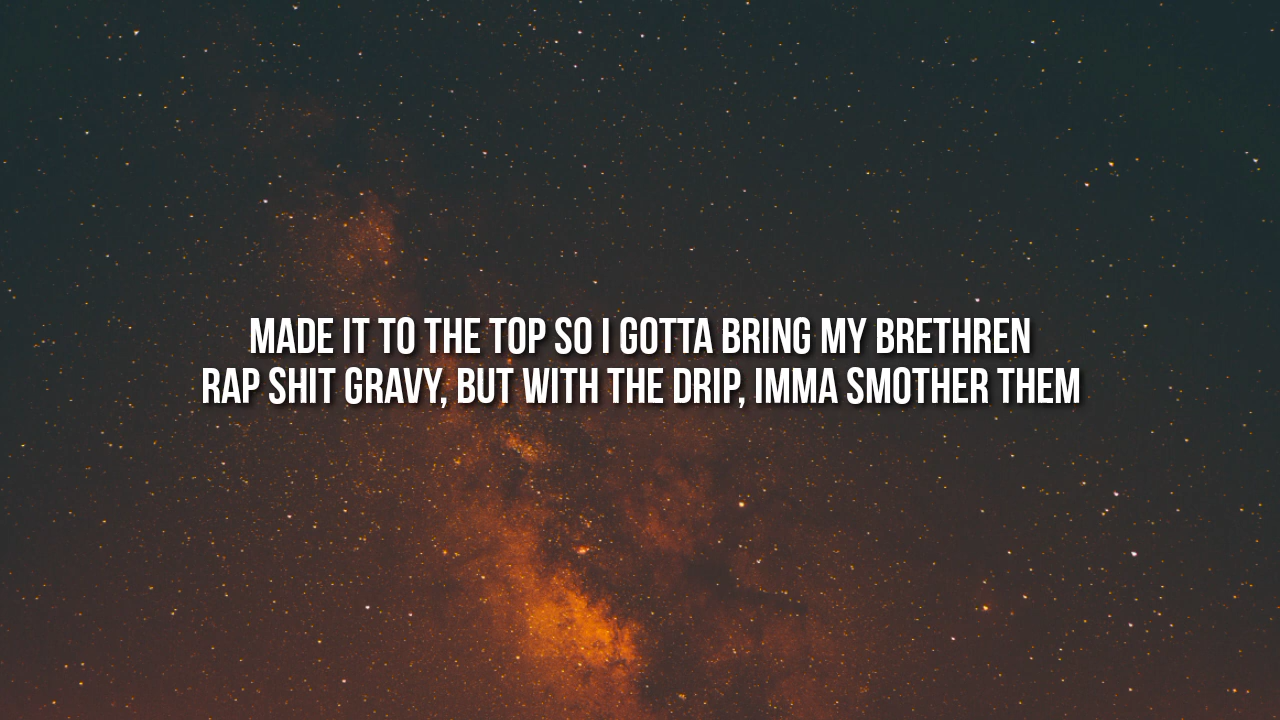 MADE IT TO THE TOP SO I GOTTA BRING MY BRETHREN
RAP SHIT GRAVY, BUT WITH THE DRIP, IMMA SMOTHER THEM